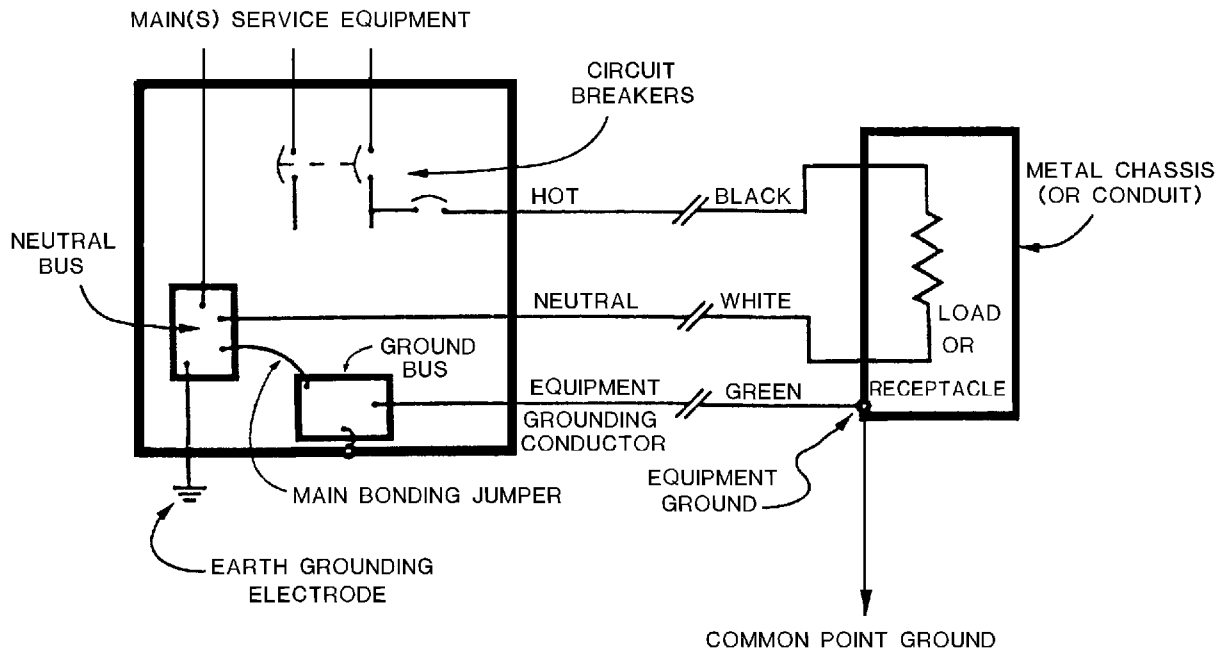 MAIN(S) SERVICE EQUIPMENT
CIRCUIT
BREAKERS
METAL CHASSIS
(OR CONDUIT)
HOT
BLACK
NEUTRAL
BUS
NEUTRAL
WHITE
LOAD
OR
RECEPTACLE
GROUND
BUS
EQUIPMENT
GROUNDING
CONDUCTOR
GREEN
EQUIPMENT
GROUND
MAIN BONDING JUMPER
EARTH GROUNDING
ELECTRODE
COMMON POINT GROUND